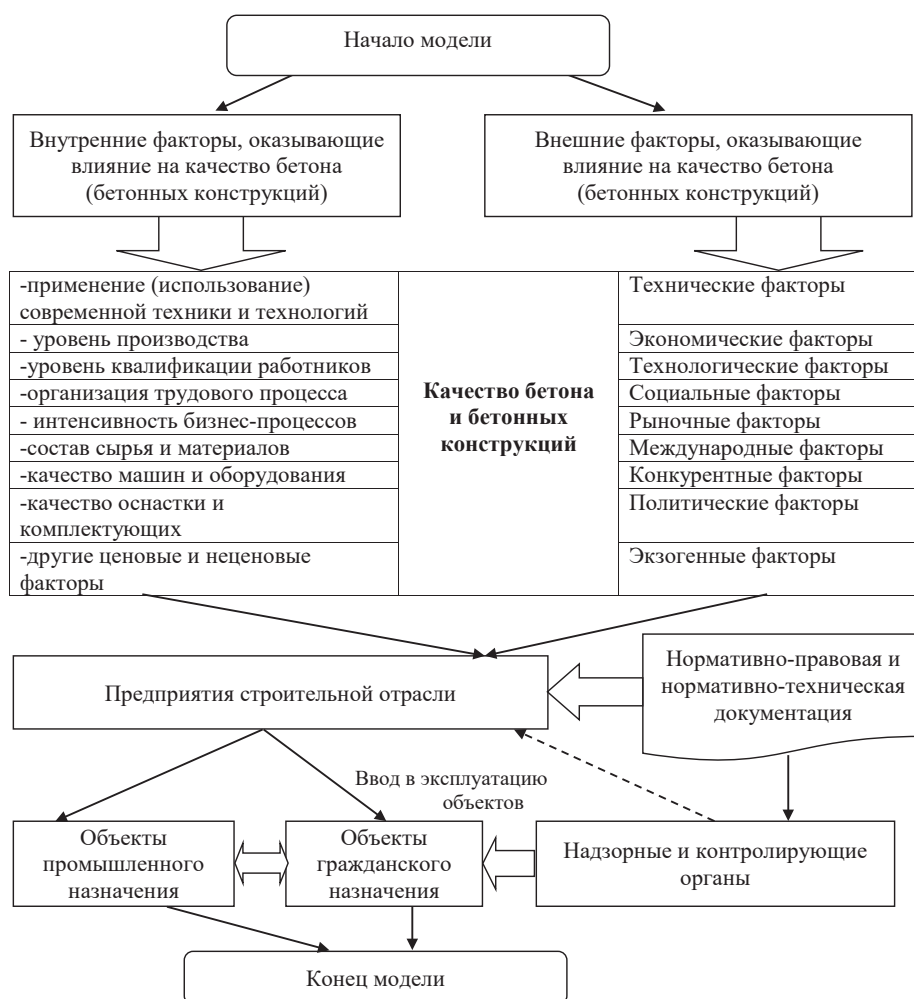 Начало модели
Внутренние факторы, оказывающие
влияние на качество бетона
(бетонных конструкций)
Внешние факторы, оказывающие
влияние на качество бетона
(бетонных конструкций)
-применение (использование)
современной техники и технологий
- уровень производства
-уровень квалификации работников
-организация трудового процесса
- интенсивность бизнес-процессов
-состав сырья и материалов
-качество машин и оборудования
-качество оснастки и
комплектующих
-другие ценовые и неценовые
факторы
Качество бетона
и бетонных
конструкций
Технические факторы
Экономические факторы
Технологические факторы
Социальные факторы
Рыночные факторы
Международные факторы
Конкурентные факторы
Политические факторы
Экзогенные факторы
Предприятия строительной отрасли
Нормативно-правовая и
нормативно-техническая
документация
Ввод в эксплуатацию
объектов
Объекты
промышленного
назначения
Объекты
гражданского
назначения
Надзорные и контролирующие
органы
Конец модели